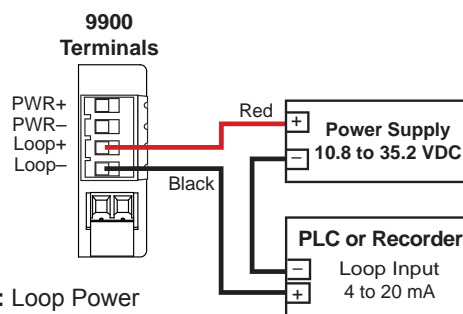 9900
Terminals
PWR+
PWR–
Loop+
Loop–
Red
Black
+
Power Supply
–
10.8 to 35.2 VDC
PLC or Recorder
–
Loop Input
+
4 to 20 mA
: Loop Power